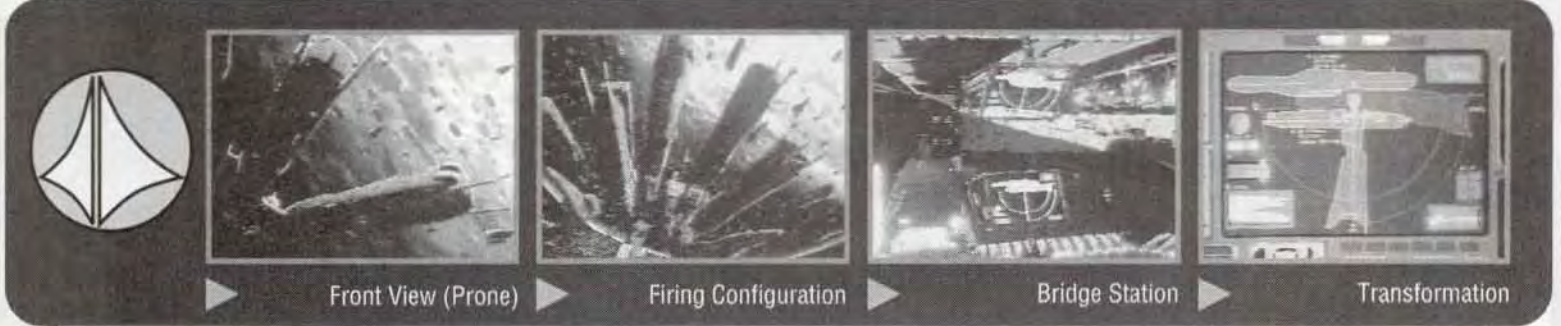 Front View (Prone)
Firing Configuration
Bridge Station
Transformation